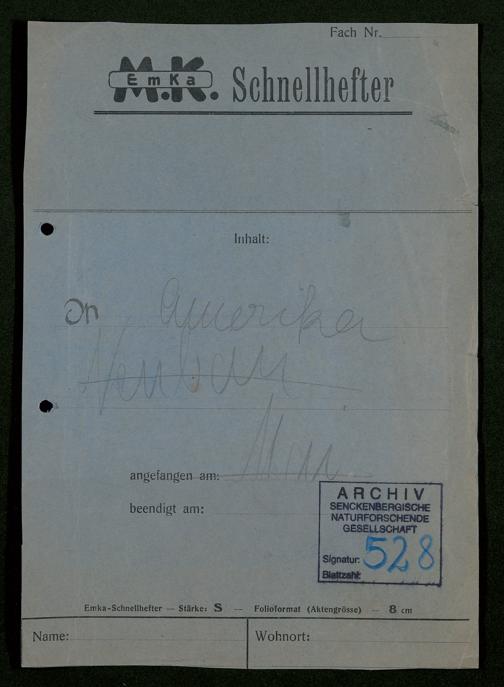 Fach Nr.
M.K. EmKa Schnellhefter
Inhalt:
In Amerika
Neubau
angefangen am:
beendigt am:
ARCHIV
SENCKENBERGISCHE
NATURFORSCHENDE
GESELLSCHAFT
Signatur: 528
Blattzahl:
Emka-Schnellhefter — Stärke: S — Folioformat (Aktengrösse) — 8 cm
Name: Wohnort: